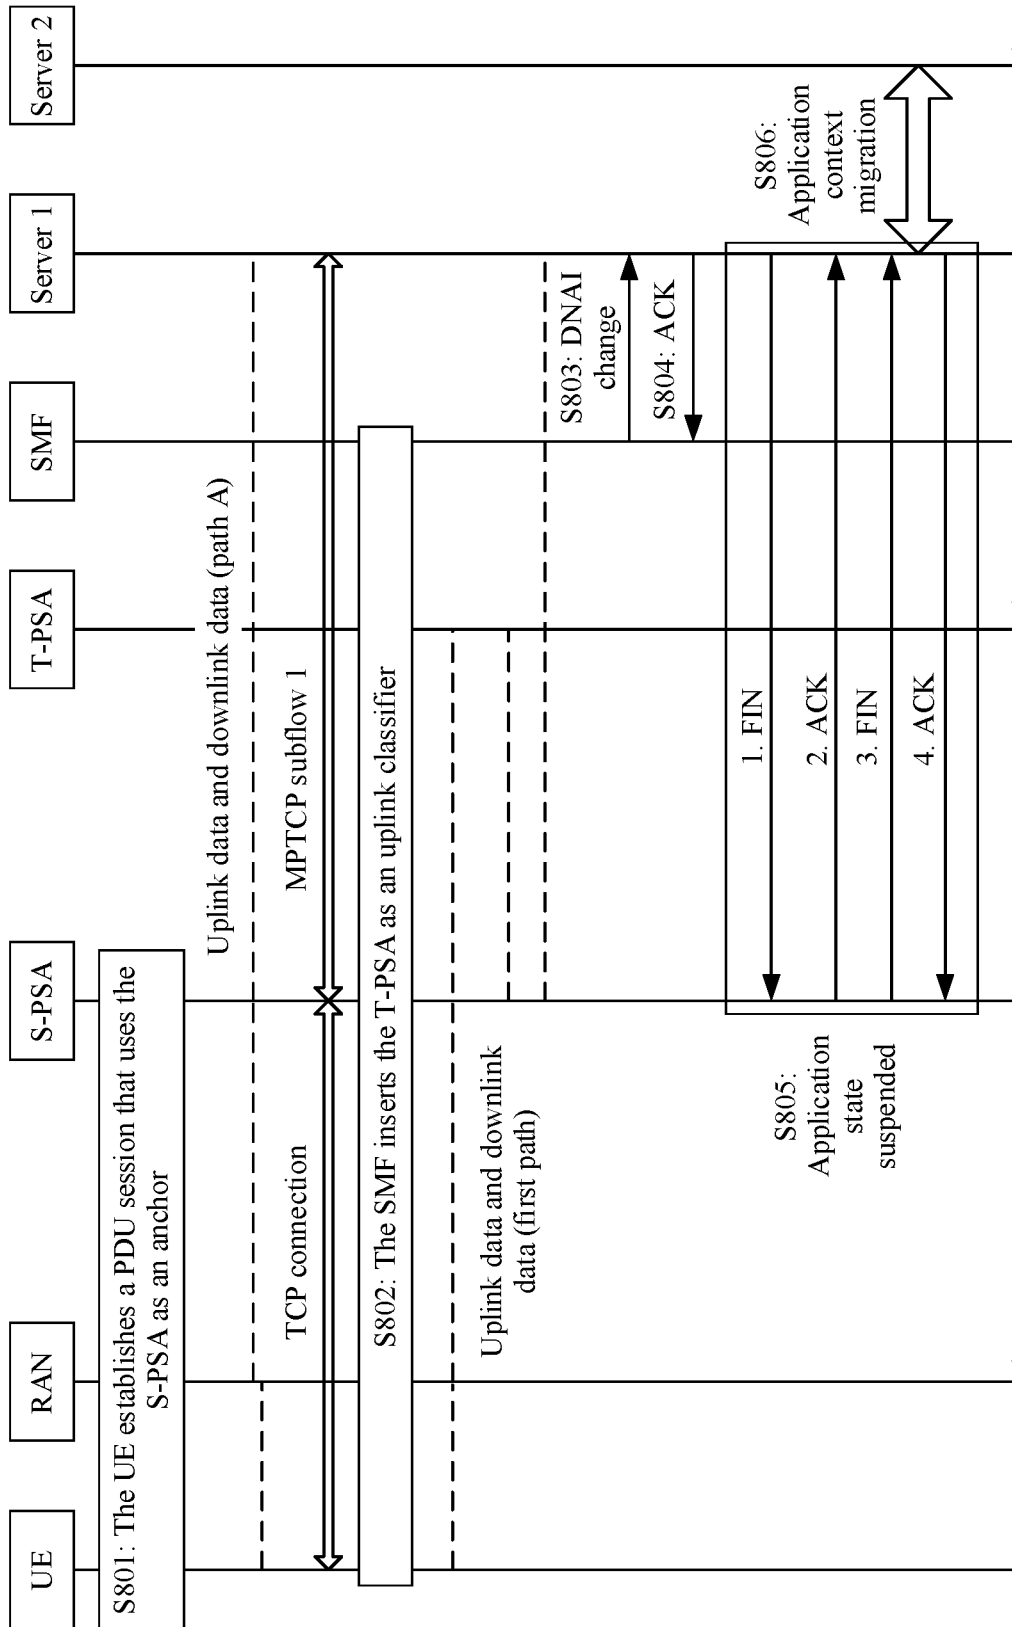 UE
RAN
S-PSA
T-PSA
SMF
Server 1
Server 2
S801: The UE establishes a PDU session that uses the
S-PSA as an anchor
Uplink data and downlink data (path A)
TCP connection
MPTCP subflow 1
S802: The SMF inserts the T-PSA as an uplink classifier
Uplink data and downlink
data (first path)
S803: DNAI
change
S804: ACK
S805:
Application
state
suspended
1. FIN
2. ACK
3. FIN
4. ACK
S806:
Application
context
migration